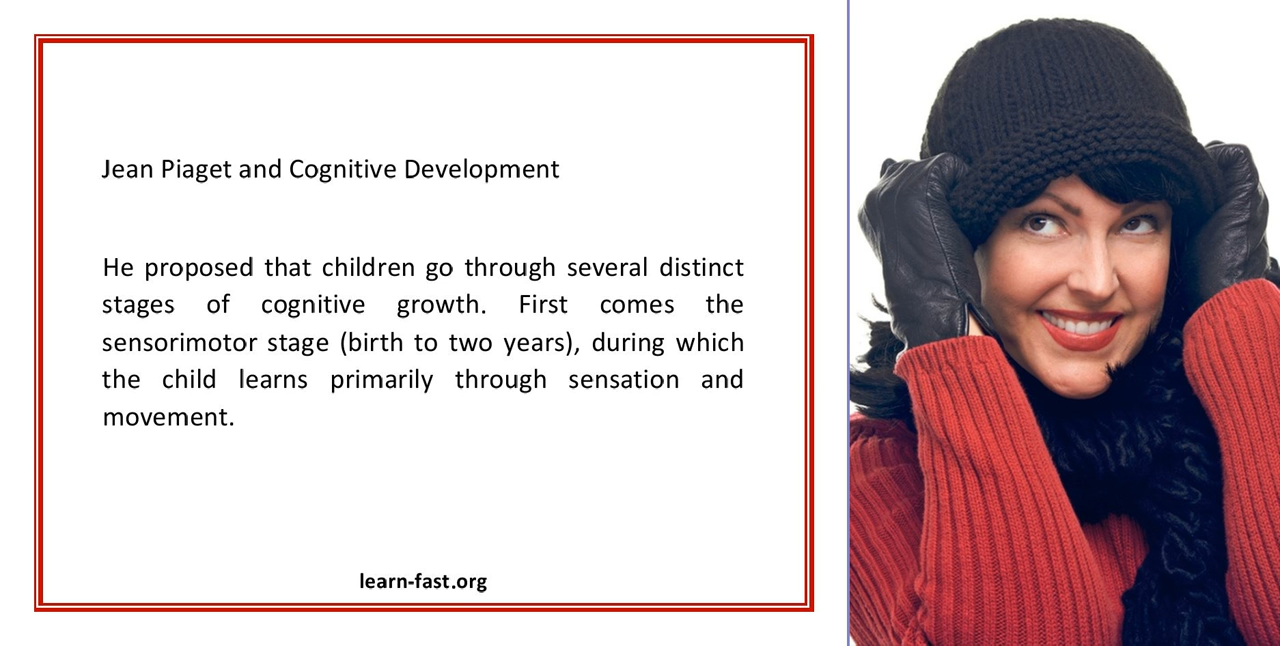 Jean Piaget and Cognitive Development
He proposed that children go through several distinct
stages of cognitive growth. First comes the
sensorimotor stage (birth to two years), during which
the child learns primarily through sensation and
movement.
learn-fast.org